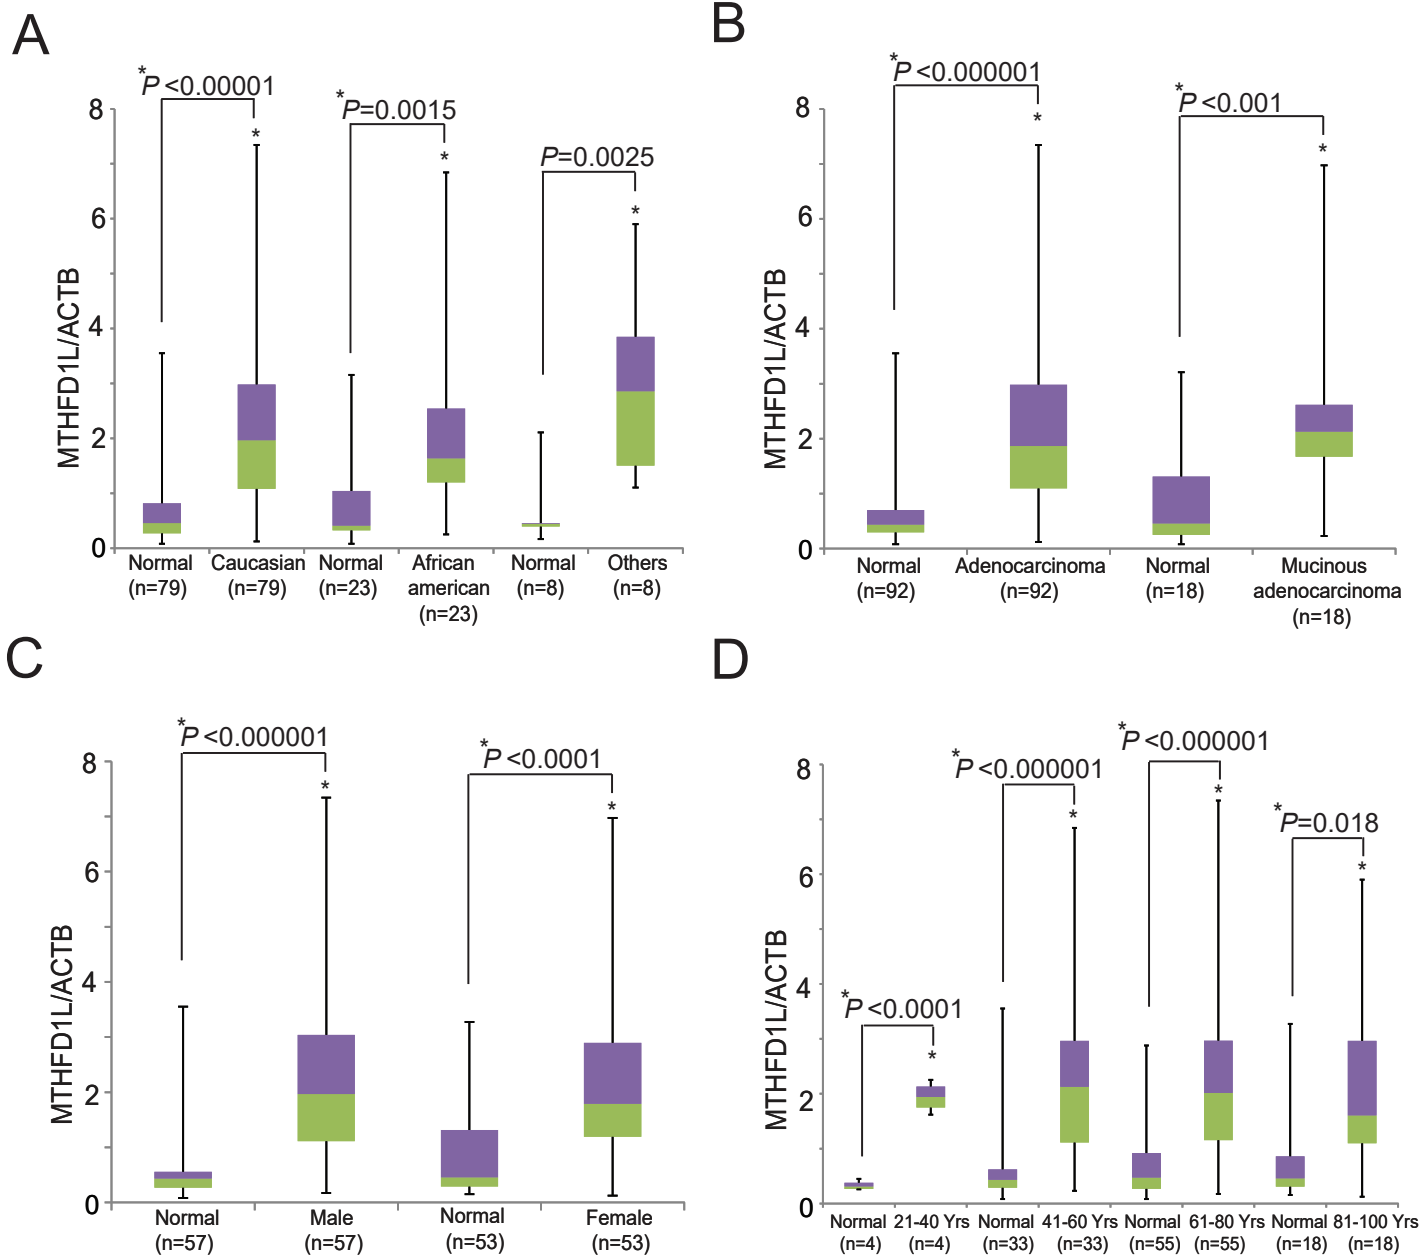 A
*P <0.00001
*P=0.0015
P=0.0025
*
*
*
MTHFD1L/ACTB
8
6
4
2
0
Normal Caucasian Normal African american Normal Others
(n=79) (n=79) (n=23) (n=23) (n=8) (n=8)
B
*P <0.000001
*P <0.001
*
*
MTHFD1L/ACTB
8
6
4
2
0
Normal Adenocarcinoma Normal Mucinous adenocarcinoma
(n=92) (n=92) (n=18) (n=18)
C
*P <0.000001
*P <0.0001
*
*
MTHFD1L/ACTB
8
6
4
2
0
Normal Male Normal Female
(n=57) (n=57) (n=53) (n=53)
D
*P <0.0001
*P <0.000001
*P <0.000001
*P=0.018
*
*
*
*
MTHFD1L/ACTB
8
6
4
2
0
Normal 21-40 Yrs Normal 41-60 Yrs Normal 61-80 Yrs Normal 81-100 Yrs
(n=4) (n=4) (n=33) (n=33) (n=55) (n=55) (n=18) (n=18)